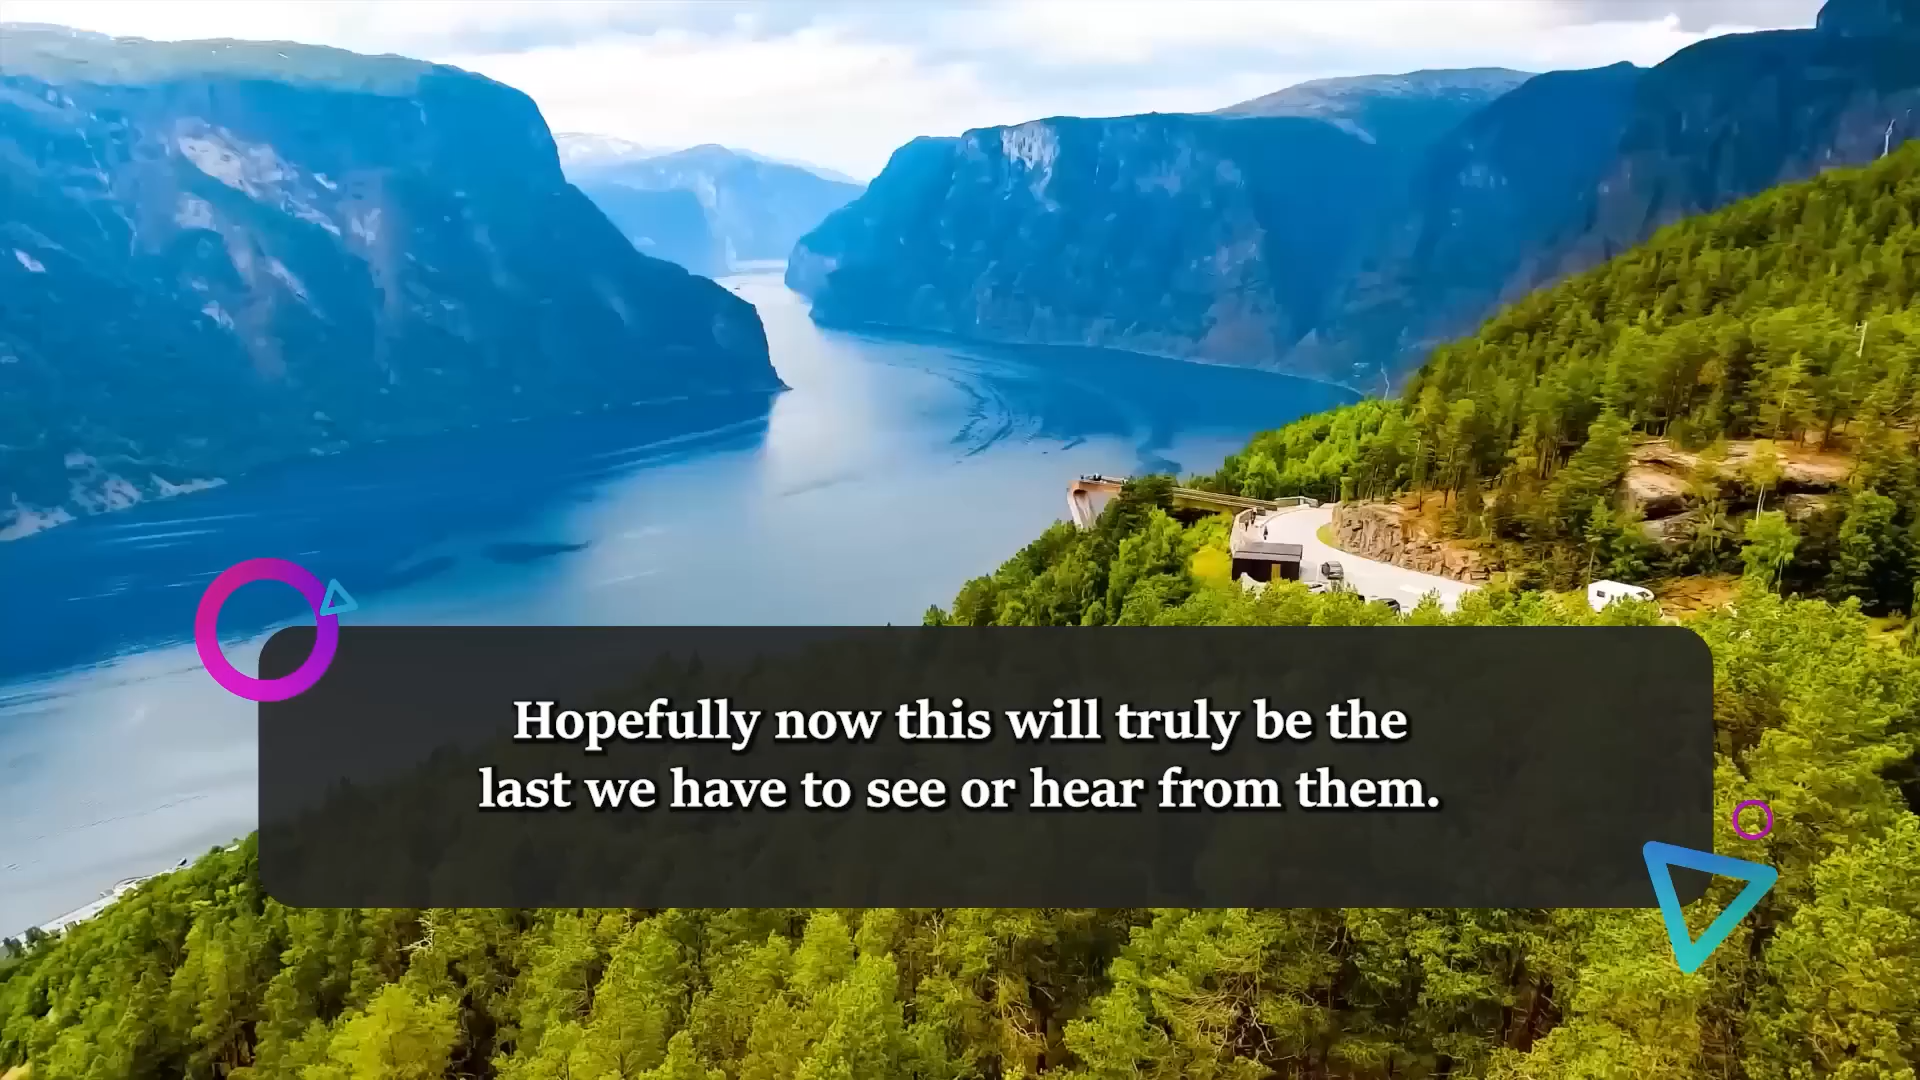 Hopefully now this will truly be the
last we have to see or hear from them.